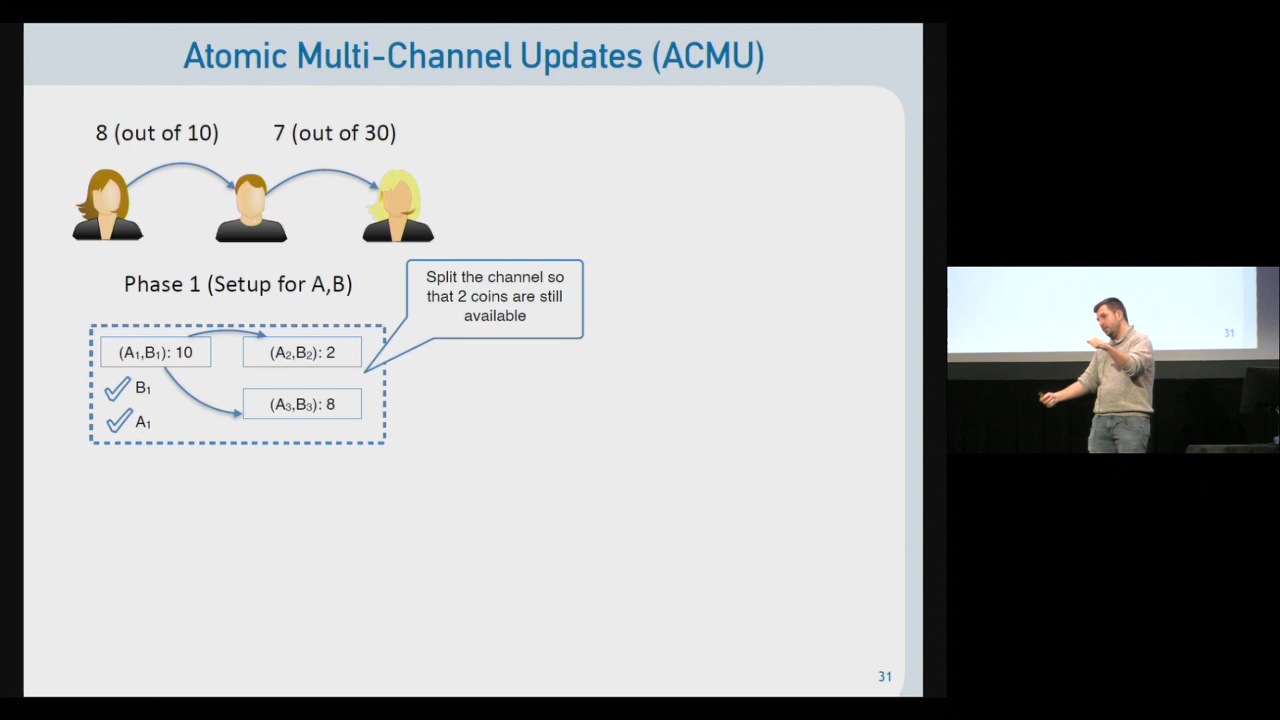 Atomic Multi-Channel Updates (ACMU)
8 (out of 10)
7 (out of 30)
Phase 1 (Setup for A,B)
Split the channel so
that 2 coins are still
available
(A₁,B₁): 10
(A₂,B₂): 2
B₁
(A₃,B₃): 8
A₁
31
31